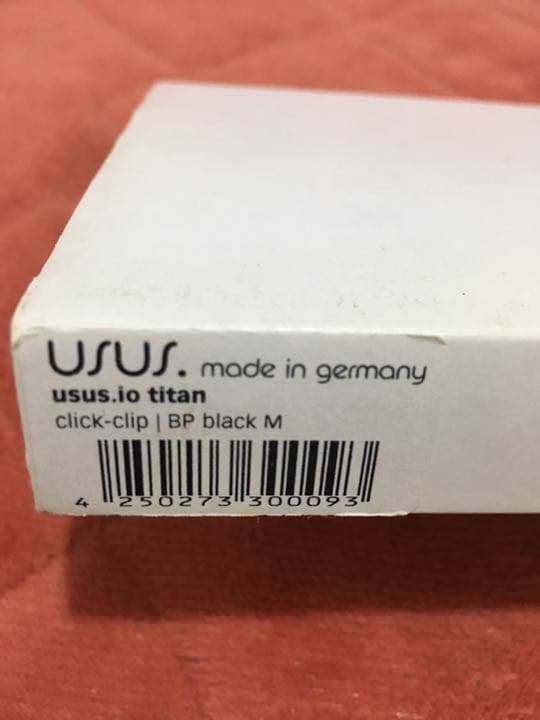 usus. made in germany
usus.io titan
click-clip | BP black M
4 250273 300093